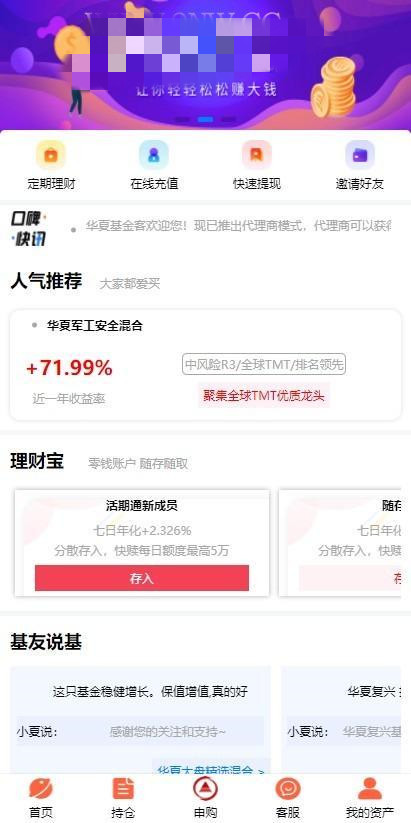 让你轻轻松松赚大钱
定期理财
在线充值
快速提现
邀请好友
口碑
快讯
华夏基金客欢迎您！现已推出代理商模式，代理商可以获得
人气推荐 大家都爱买
华夏军工安全混合
+71.99%
中风险R3/全球TMT/排名领先
近一年收益率
聚集全球TMT优质龙头
理财宝 零钱账户 随存随取
活期通新成员
七日年化+2.326%
分散存入，快赎每日额度最高5万
存入
随存
七日年化
分散存入，快赎
存
基友说基
这只基金稳健增长。保值增值,真的好
小夏说： 感谢您的关注和支持~
华夏大盘精选混合 >
华夏复兴
小夏说： 华夏复兴基
首页
持仓
申购
客服
我的资产